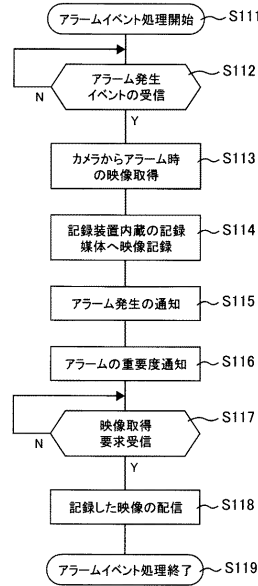 アラームイベント処理開始 S111
アラーム発生 S112
イベントの受信
N
Y
カメラからアラーム時 S113
の映像取得
記録装置内蔵の記録 S114
媒体へ映像記録
アラーム発生の通知 S115
アラームの重要度通知 S116
映像取得 S117
要求受信
N
Y
記録した映像の配信 S118
アラームイベント処理終了 S119